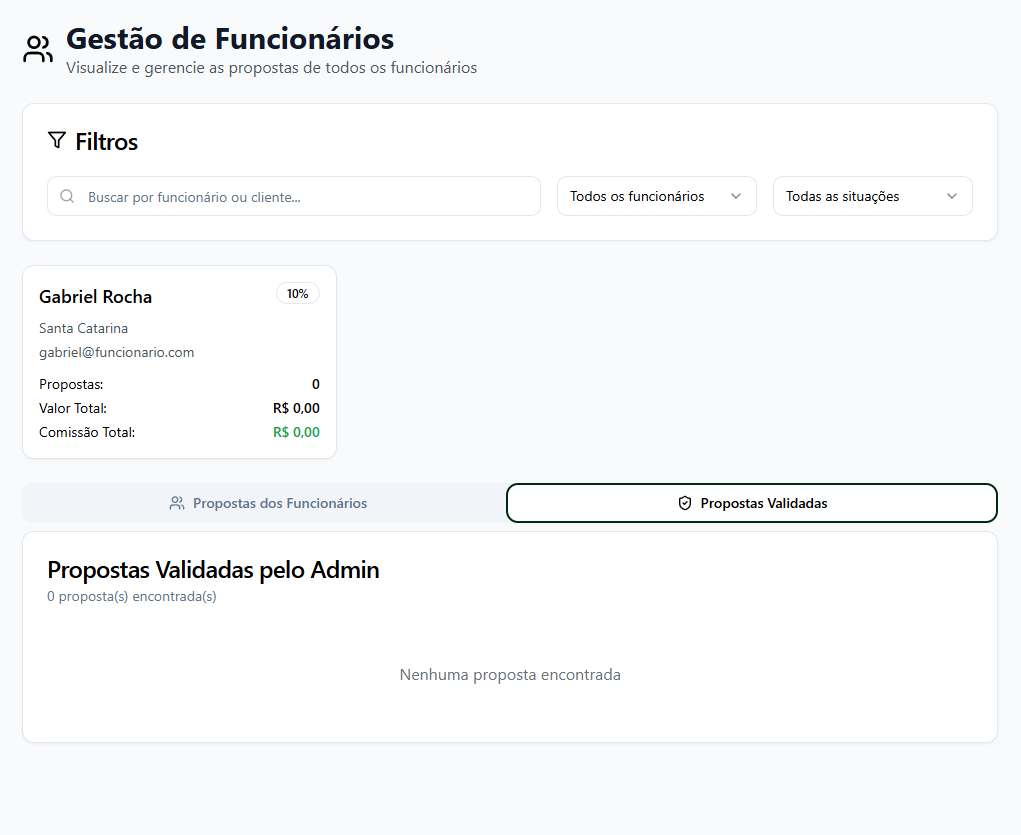 Gestão de Funcionários
Visualize e gerencie as propostas de todos os funcionários
Filtros
Buscar por funcionário ou cliente...
Todos os funcionários
Todas as situações
Gabriel Rocha
10%
Santa Catarina
gabriel@funcionario.com
Propostas: 0
Valor Total: R$ 0,00
Comissão Total: R$ 0,00
Propostas dos Funcionários
Propostas Validadas
Propostas Validadas pelo Admin
0 proposta(s) encontrada(s)
Nenhuma proposta encontrada